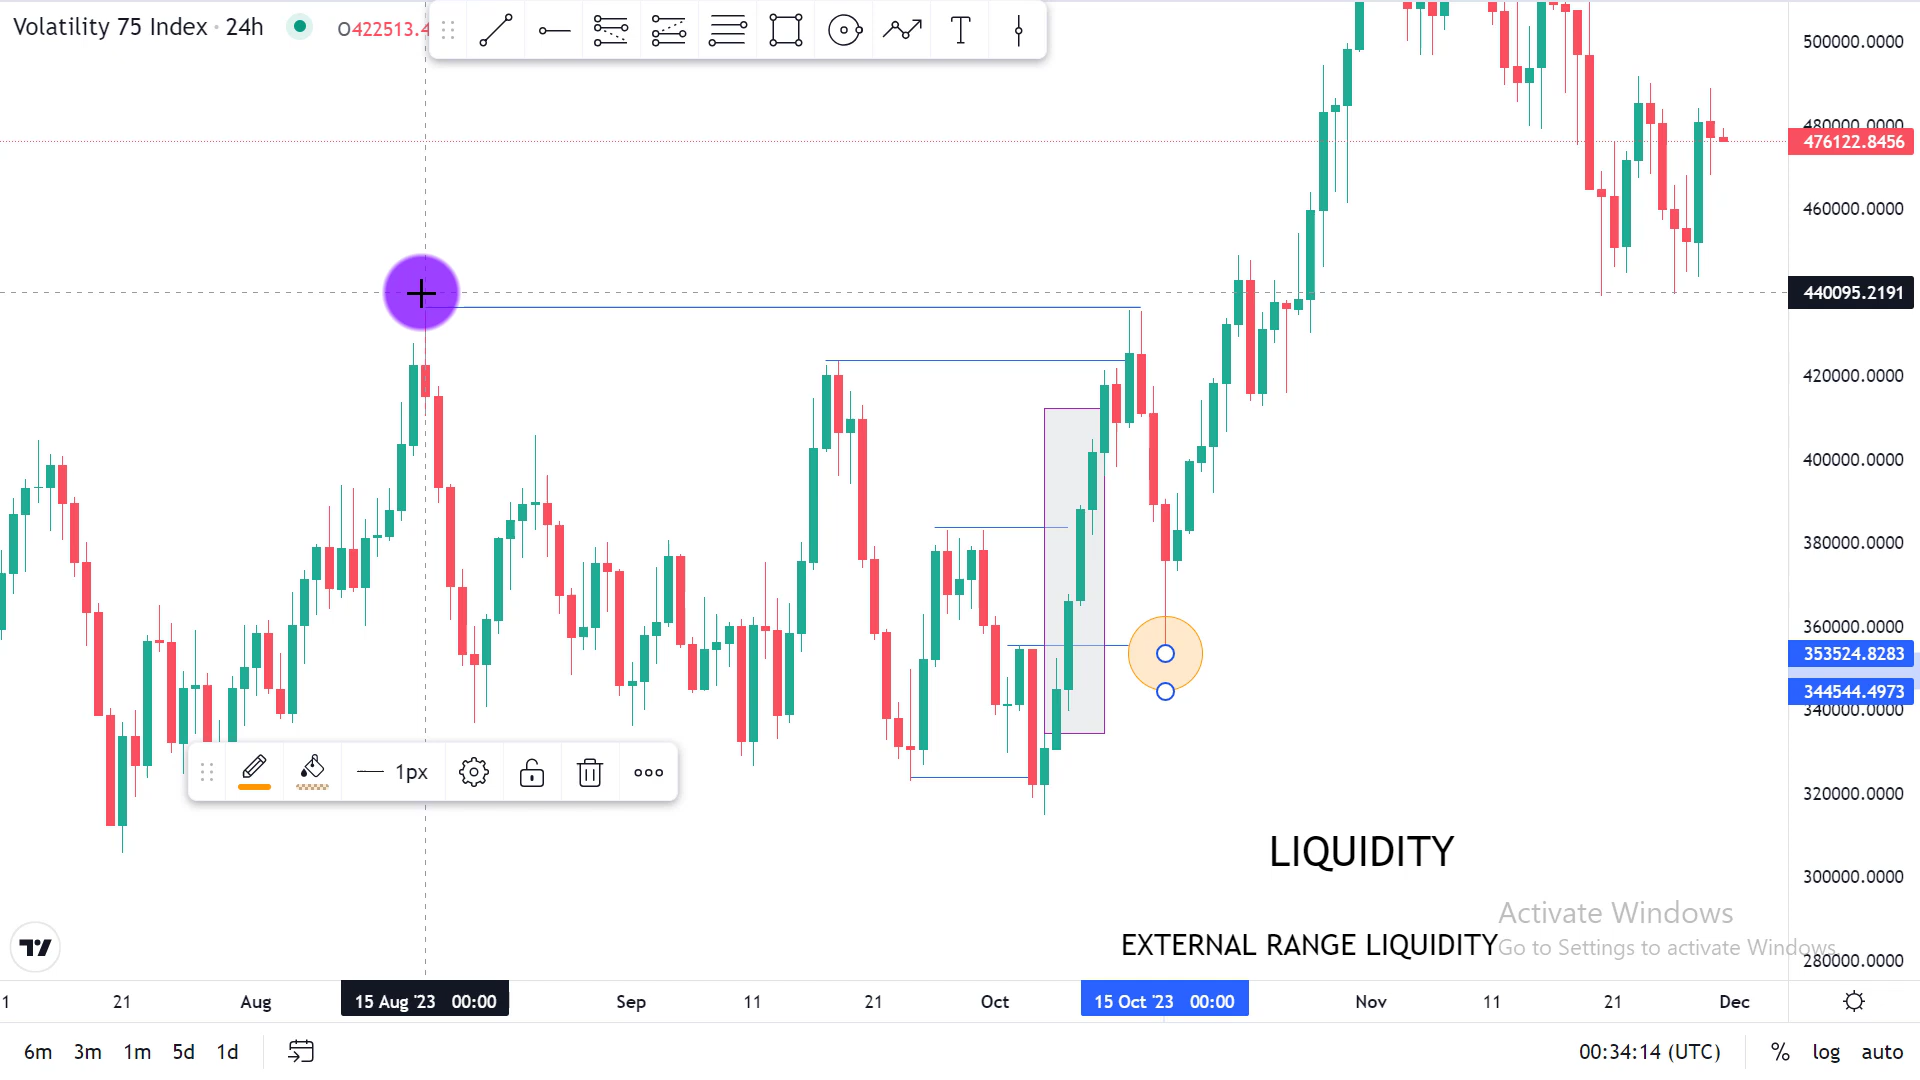 Volatility 75 Index · 24h
O422513.4
T
500000.0000
480000.0000
476122.8456
460000.0000
440095.2191
420000.0000
400000.0000
380000.0000
360000.0000
353524.8283
344544.4973
340000.0000
1px
320000.0000
LIQUIDITY
300000.0000
Activate Windows
EXTERNAL RANGE LIQUIDITY
Go to Settings to activate Windows.
280000.0000
1 21 Aug 15 Aug '23 00:00 Sep 11 21 Oct 15 Oct '23 00:00 Nov 11 21 Dec
6m 3m 1m 5d 1d 00:34:14 (UTC) % log auto